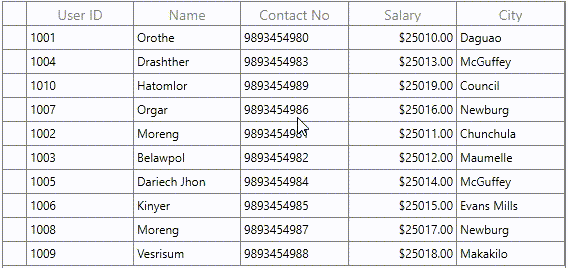 User ID Name Contact No Salary City
1001 Orothe 9893454980 $25010.00 Daguao
1004 Drashther 9893454983 $25013.00 McGuffey
1010 Hatomlor 9893454989 $25019.00 Council
1007 Orgar 9893454986 $25016.00 Newburg
1002 Moreng $25011.00 Chunchula
1003 Belawpol 9893454982 $25012.00 Maumelle
1005 Dariech Jhon 9893454984 $25014.00 McGuffey
1006 Kinyer 9893454985 $25015.00 Evans Mills
1008 Moreng 9893454987 $25017.00 Newburg
1009 Vesrisum 9893454988 $25018.00 Makakilo